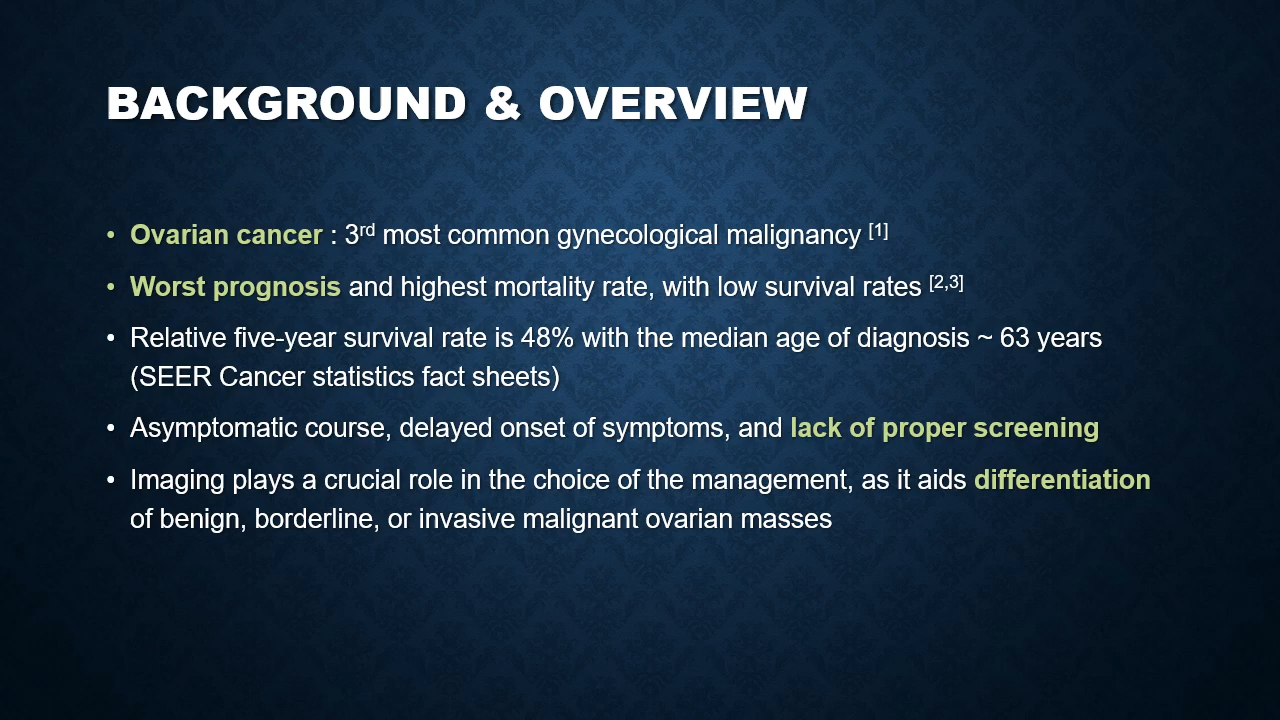 BACKGROUND & OVERVIEW
• Ovarian cancer : 3rd most common gynecological malignancy [1]
• Worst prognosis and highest mortality rate, with low survival rates [2,3]
• Relative five-year survival rate is 48% with the median age of diagnosis ~ 63 years
(SEER Cancer statistics fact sheets)
• Asymptomatic course, delayed onset of symptoms, and lack of proper screening
• Imaging plays a crucial role in the choice of the management, as it aids differentiation
of benign, borderline, or invasive malignant ovarian masses